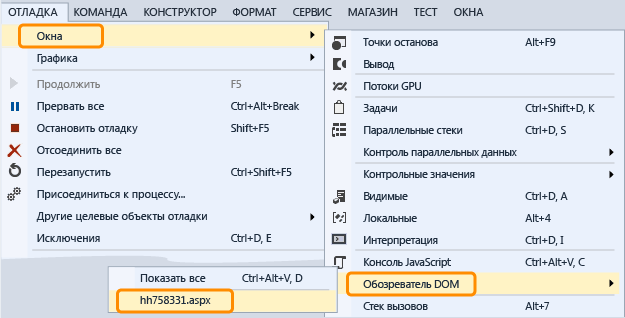 ОТЛАДКА КОМАНДА КОНСТРУКТОР ФОРМАТ СЕРВИС МАГАЗИН ТЕСТ ОКНА
Окна
Графика
Продолжить F5
Прервать все Ctrl+Alt+Break
Остановить отладку Shift+F5
Отсоединить все
Перезапустить Ctrl+Shift+F5
Присоединиться к процессу...
Другие целевые объекты отладки
Исключения Ctrl+D, E
Точки останова Alt+F9
Вывод
Потоки GPU
Задачи Ctrl+Shift+D, K
Параллельные стеки Ctrl+D, S
Контроль параллельных данных
Контрольные значения
Видимые Ctrl+D, A
Локальные Alt+4
Интерпретация Ctrl+D, I
Консоль JavaScript Ctrl+Alt+V, C
Обозреватель DOM
Стек вызовов Alt+7
Показать все Ctrl+Alt+V, D
hh758331.aspx